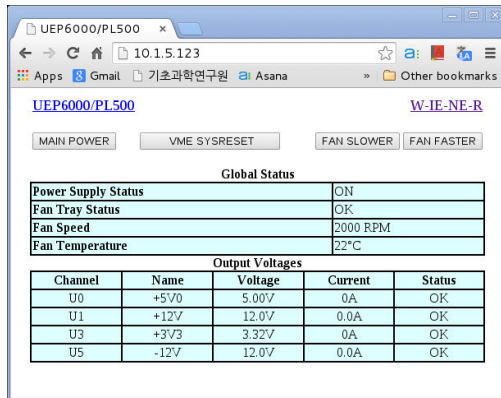 UEP6000/PL500
10.1.5.123
Apps Gmail 기초과학연구원 Asana » Other bookmarks
UEP6000/PL500 W-IE-NE-R
MAIN POWER VME SYSRESET FAN SLOWER FAN FASTER
Global Status
Power Supply Status ON
Fan Tray Status OK
Fan Speed 2000 RPM
Fan Temperature 22°C
Output Voltages
Channel Name Voltage Current Status
U0 +5V0 5.00V 0A OK
U1 +12V 12.0V 0.0A OK
U3 +3V3 3.32V 0A OK
U5 -12V 12.0V 0.0A OK